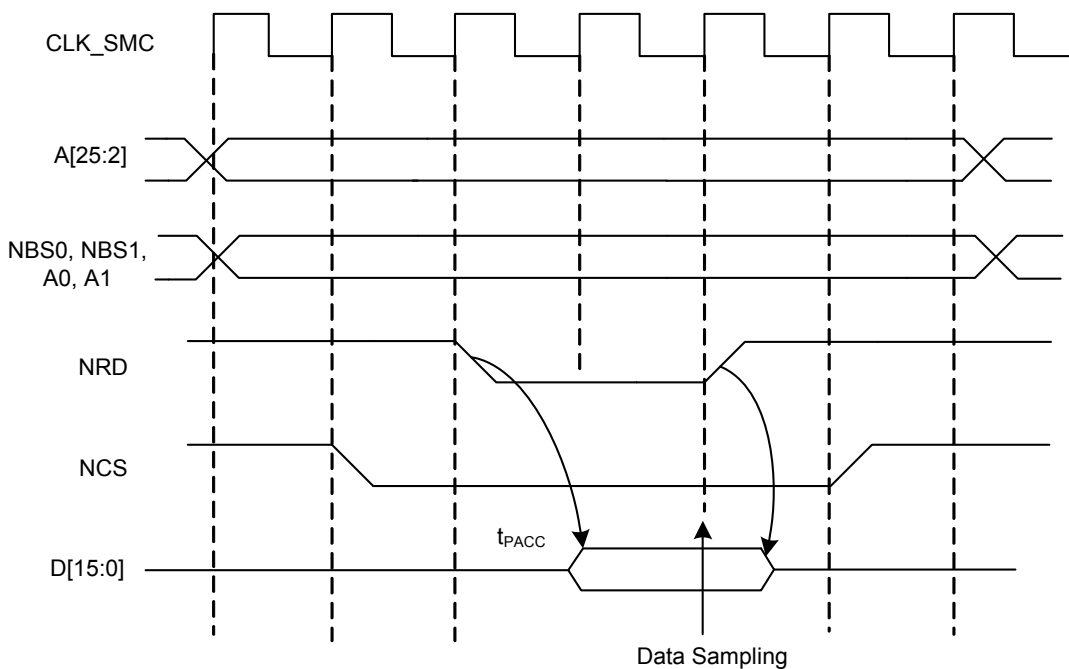 CLK_SMC
A[25:2]
NBS0, NBS1,
A0, A1
NRD
NCS
tPACC
D[15:0]
Data Sampling